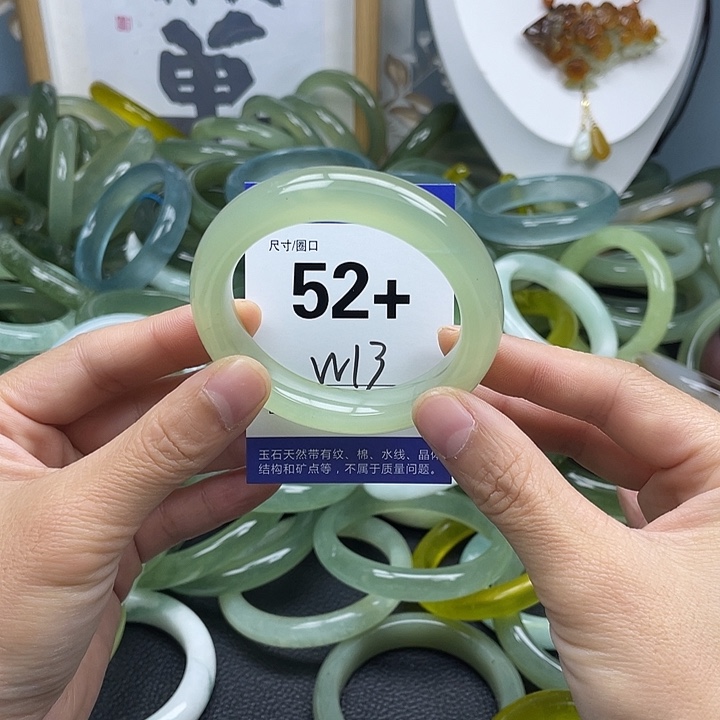 尺寸/圈口
52+
W13
玉石天然带有纹、棉、水线、晶体
结构和矿点等，不属于质量问题。